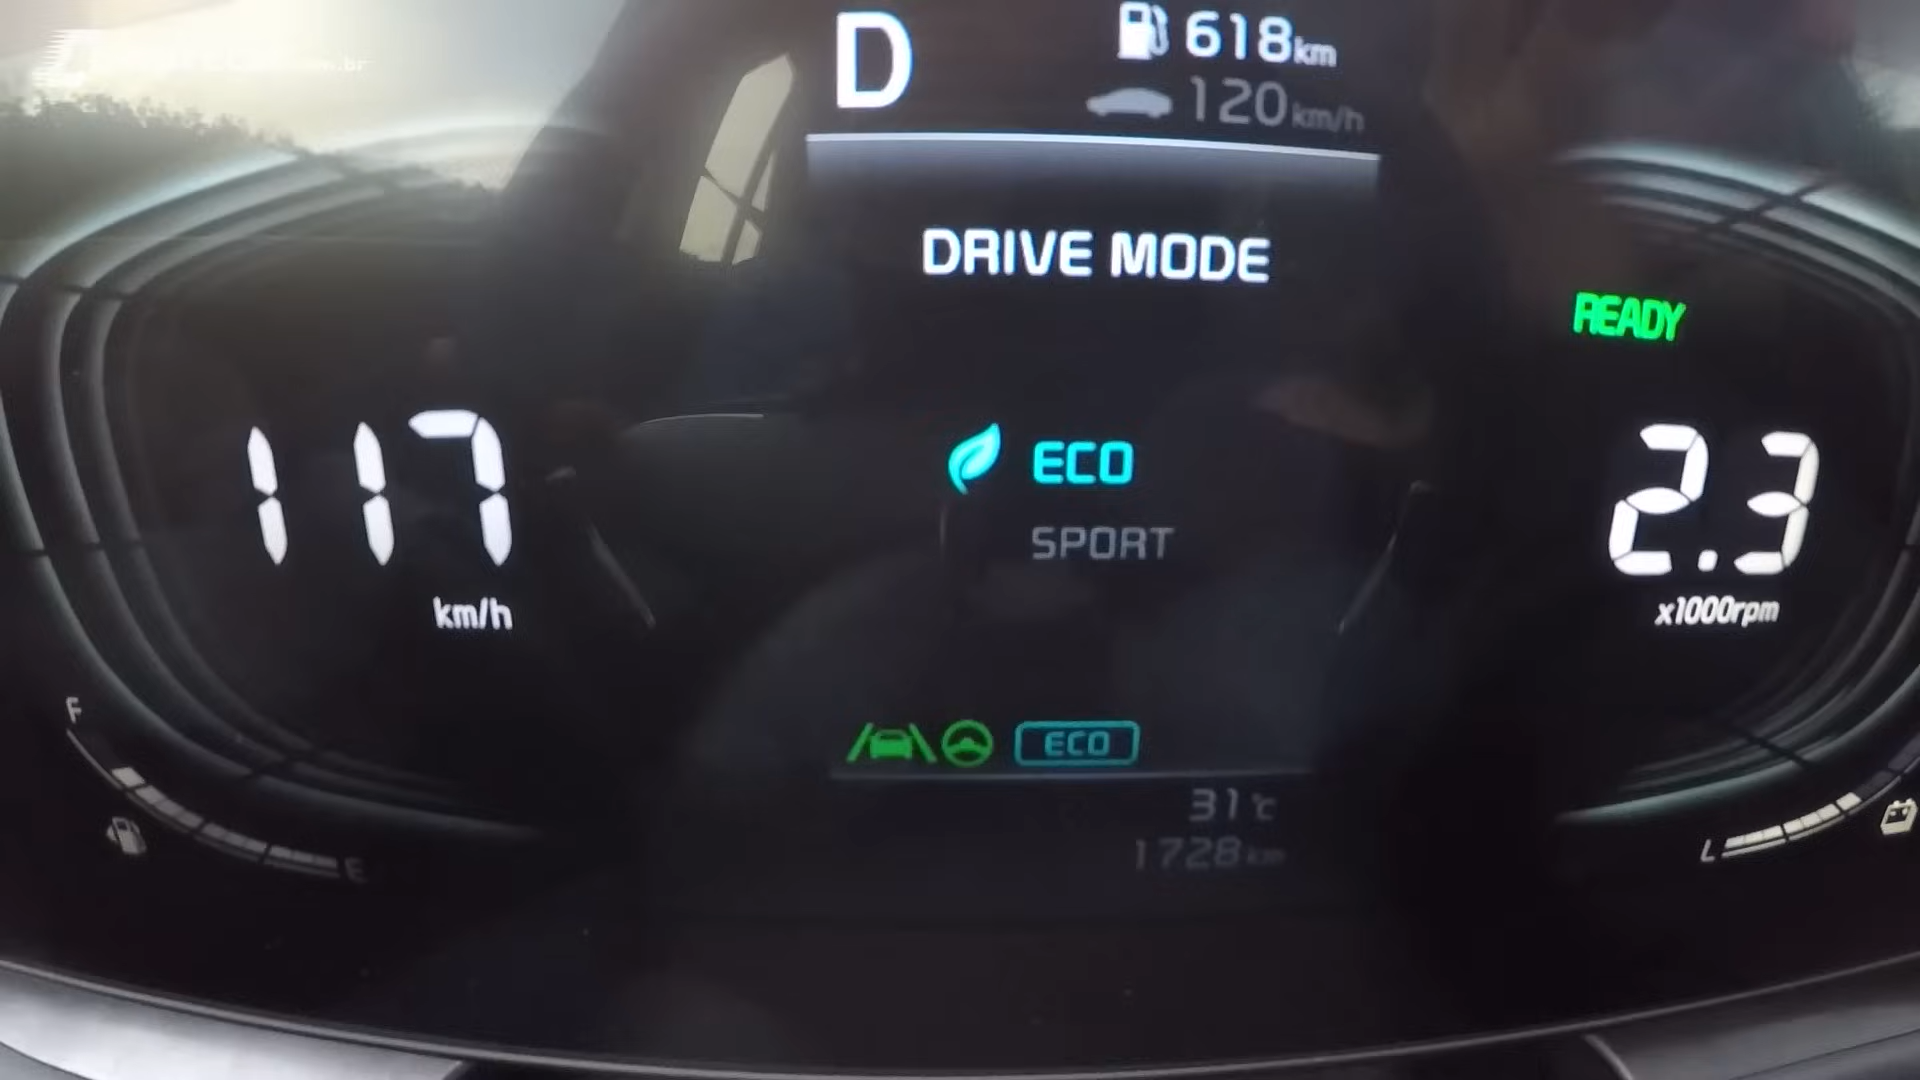 D
618km
120km/h
DRIVE MODE
READY
117
km/h
ECO
SPORT
2.3
x1000rpm
F
E
ECO
31°C
1728km
L